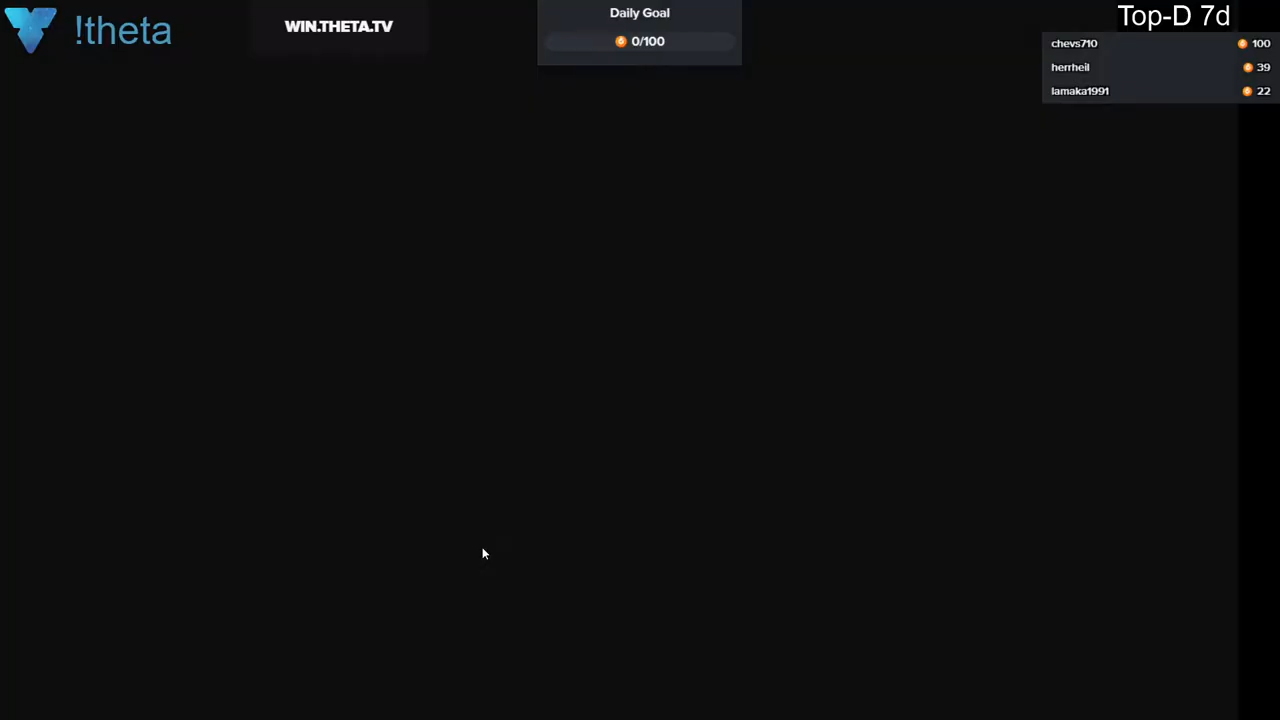 !theta
WIN.THETA.TV
Daily Goal
0/100
Top-D 7d
chevs710 100
herrheil 39
lamaka1991 22